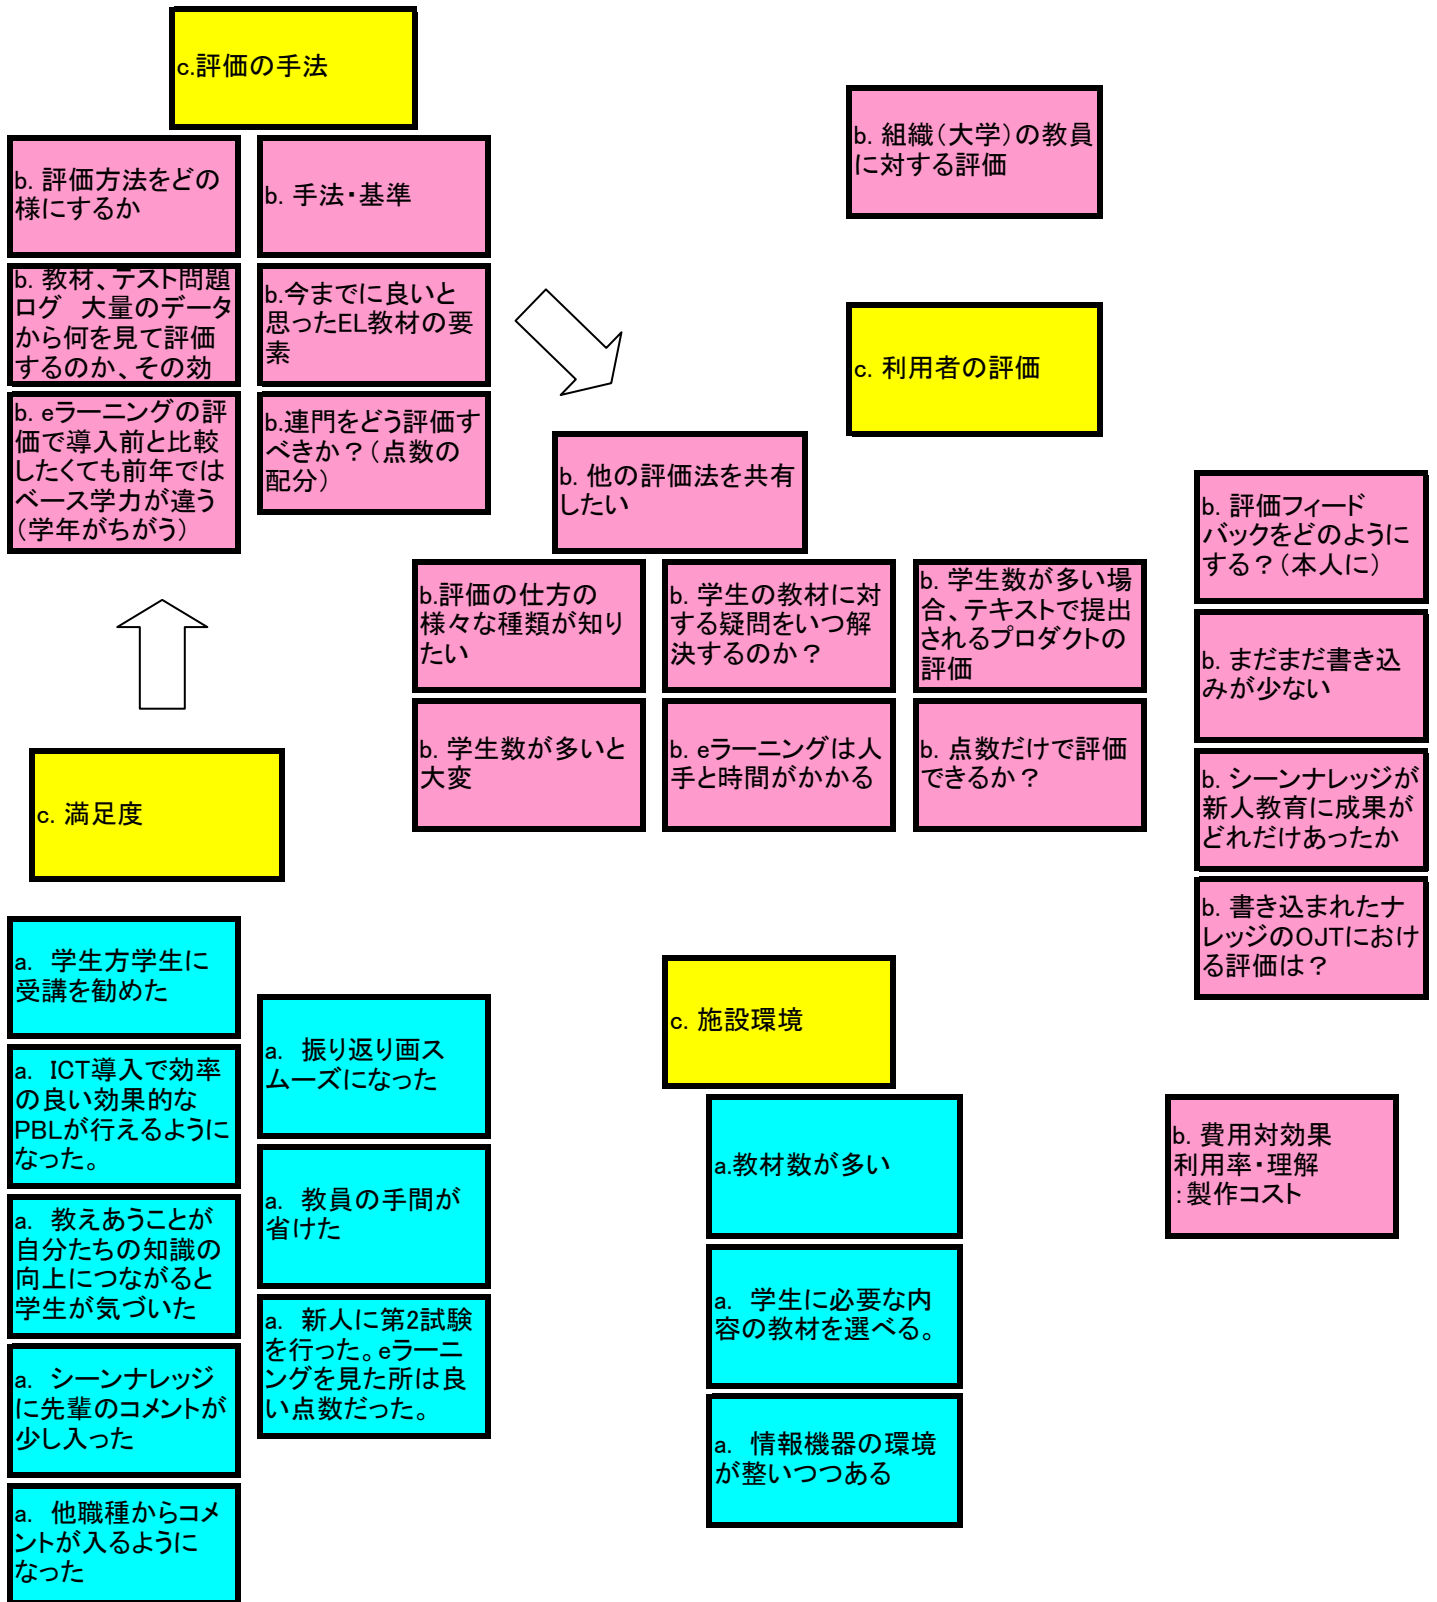 c.評価の手法
b. 組織（大学）の教員
に対する評価
b. 評価方法をどの
様にするか
b. 手法・基準
b. 教材、テスト問題
ログ　大量のデータ
から何を見て評価
するのか、その効
b.今までに良いと
思ったEL教材の要
素
c. 利用者の評価
b. eラーニングの評
価で導入前と比較
したくても前年では
ベース学力が違う
（学年がちがう）
b.連門をどう評価す
べきか？（点数の
配分）
b. 他の評価法を共有
したい
b. 評価フィード
バックをどのように
する？（本人に）
b.評価の仕方の
様々な種類が知り
たい
b. 学生の教材に対
する疑問をいつ解
決するのか？
b. 学生数が多い場
合、テキストで提出
されるプロダクトの
評価
b. まだまだ書き込
みが少ない
b. 学生数が多いと
大変
b. eラーニングは人
手と時間がかかる
b. 点数だけで評価
できるか？
b. シーンナレッジが
新人教育に成果が
どれだけあったか
c. 満足度
b. 書き込まれたナ
レッジのOJTにおけ
る評価は？
a.　学生方学生に
受講を勧めた
a.　振り返り画ス
ムーズになった
c. 施設環境
a.　ICT導入で効率
の良い効果的な
PBLが行えるように
なった。
a.教材数が多い
b. 費用対効果
利用率・理解
：製作コスト
a.　教員の手間が
省けた
a.　教えあうことが
自分たちの知識の
向上につながると
学生が気づいた
a.　学生に必要な内
容の教材を選べる。
a.　新人に第2試験
を行った。eラーニ
ングを見た所は良
い点数だった。
a.　シーンナレッジ
に先輩のコメントが
少し入った
a.　情報機器の環境
が整いつつある
a.　他職種からコメ
ントが入るように
なった